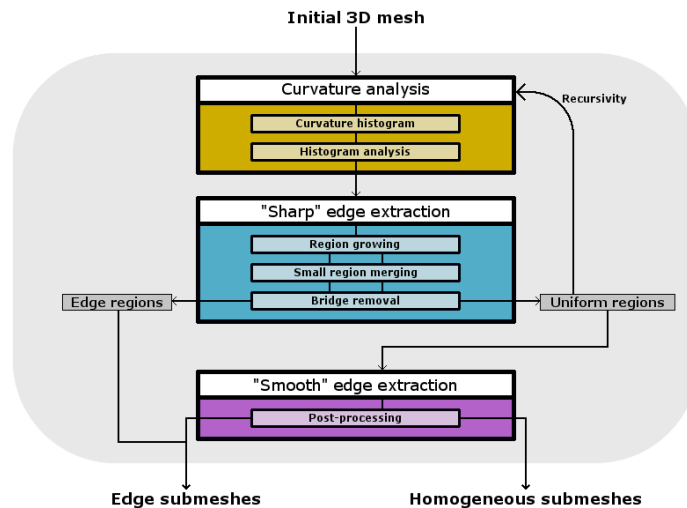 Initial 3D mesh
Curvature analysis
Recursivity
Curvature histogram
Histogram analysis
"Sharp" edge extraction
Region growing
Small region merging
Edge regions
Bridge removal
Uniform regions
"Smooth" edge extraction
Post-processing
Edge submeshes
Homogeneous submeshes